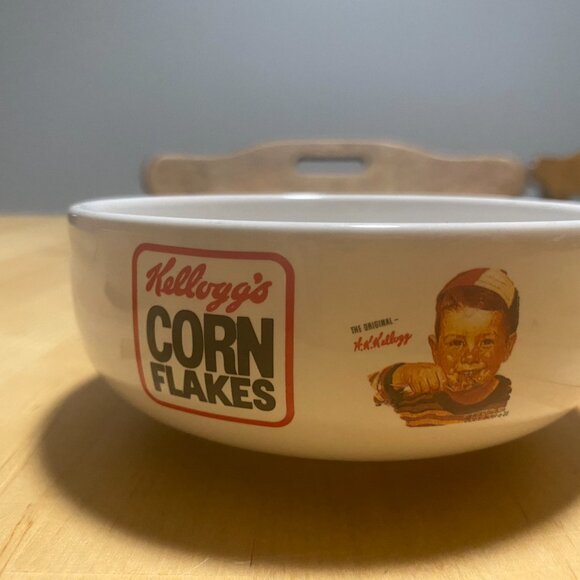 Kellogg's
CORN
FLAKES
THE ORIGINAL –
W.K.Kellogg